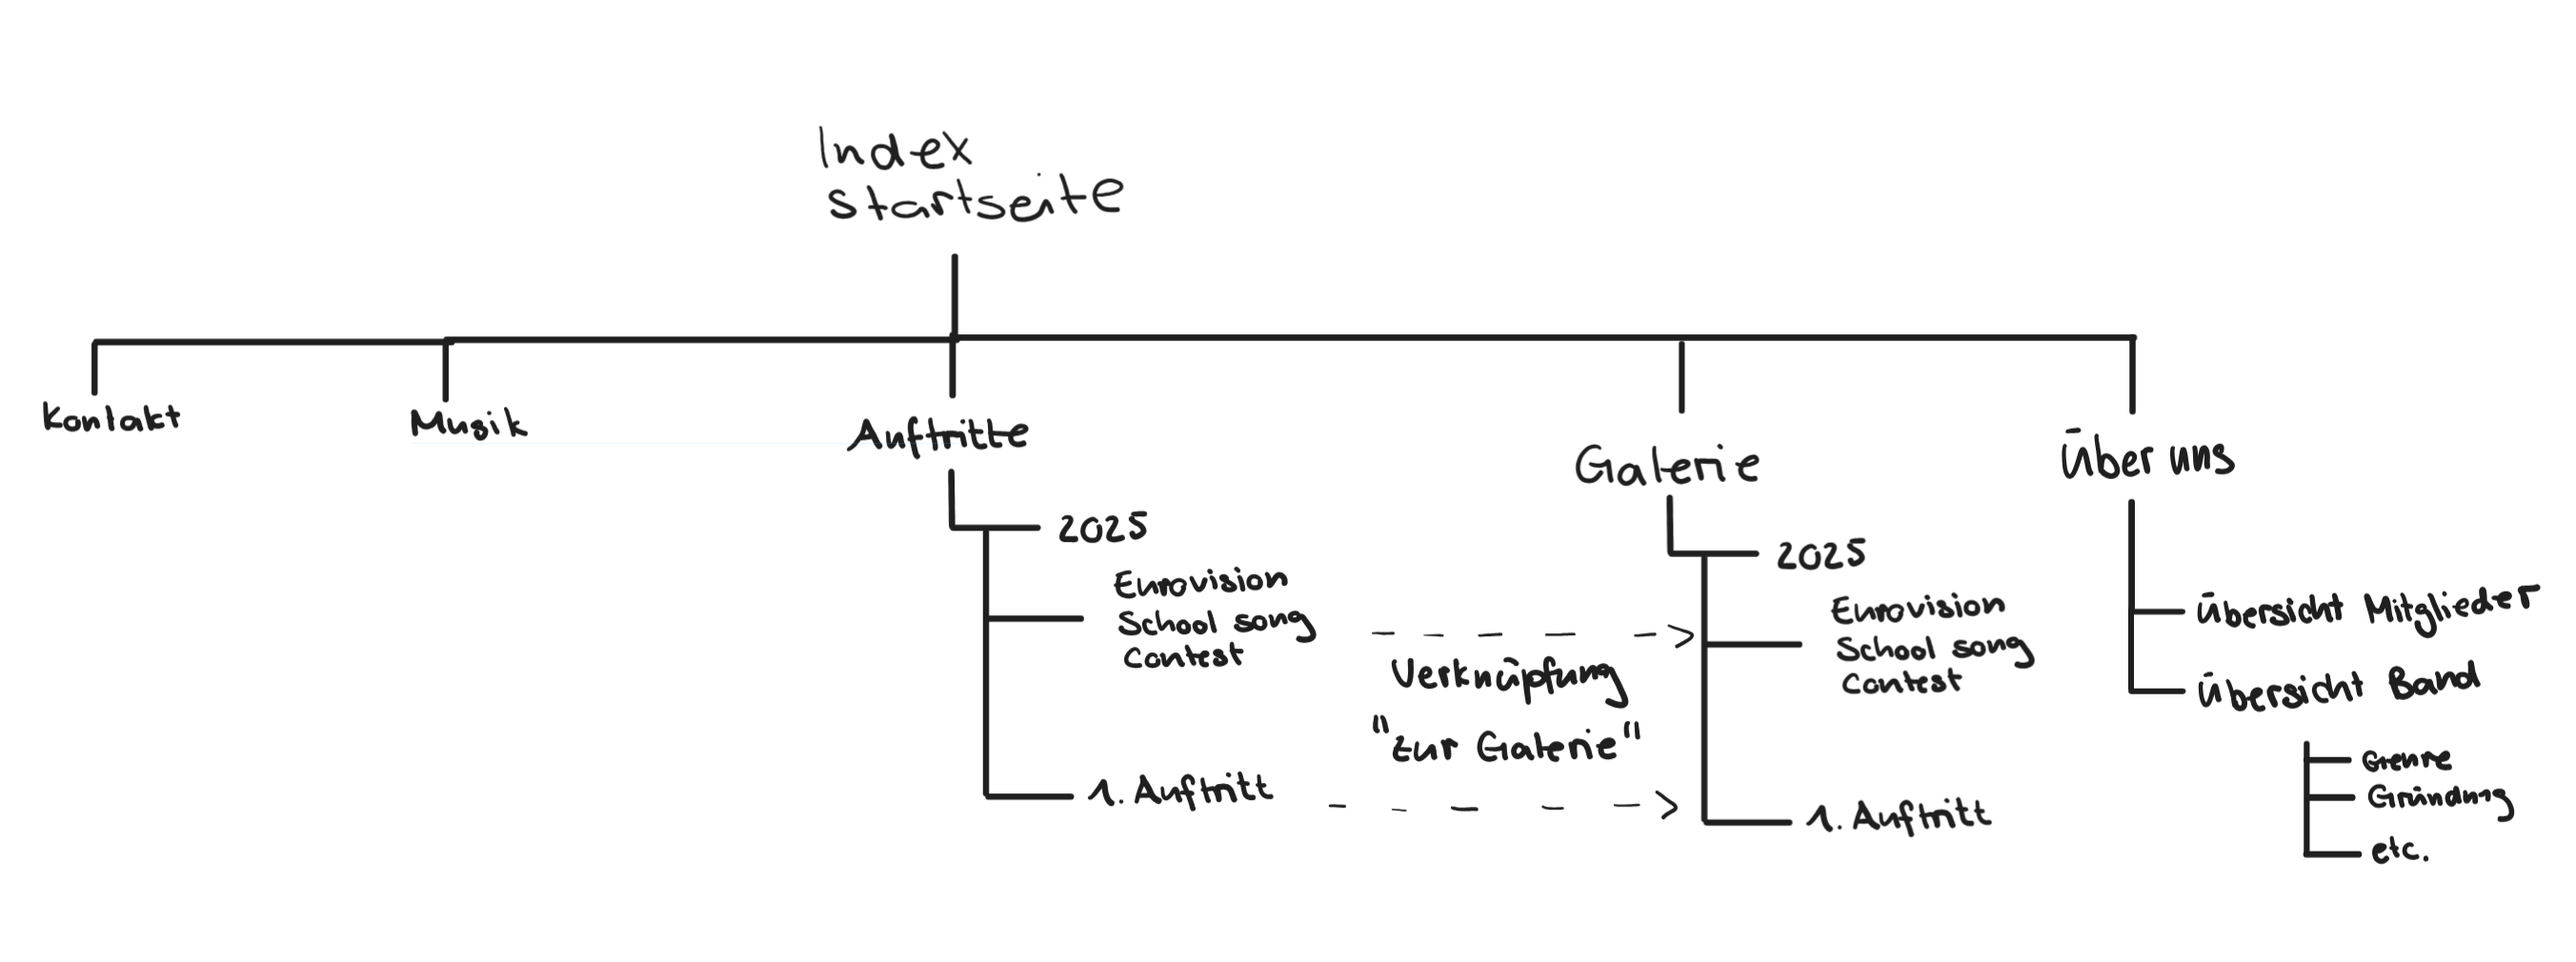 Index
Startseite
Kontakt
Musik
Auftritte
Galerie
Über uns
2025
Eurovision
School song
Contest
1. Auftritt
Verknüpfung
"zur Galerie"
2025
Eurovision
School song
Contest
1. Auftritt
Übersicht Mitglieder
Übersicht Band
Genre
Gründung
etc.